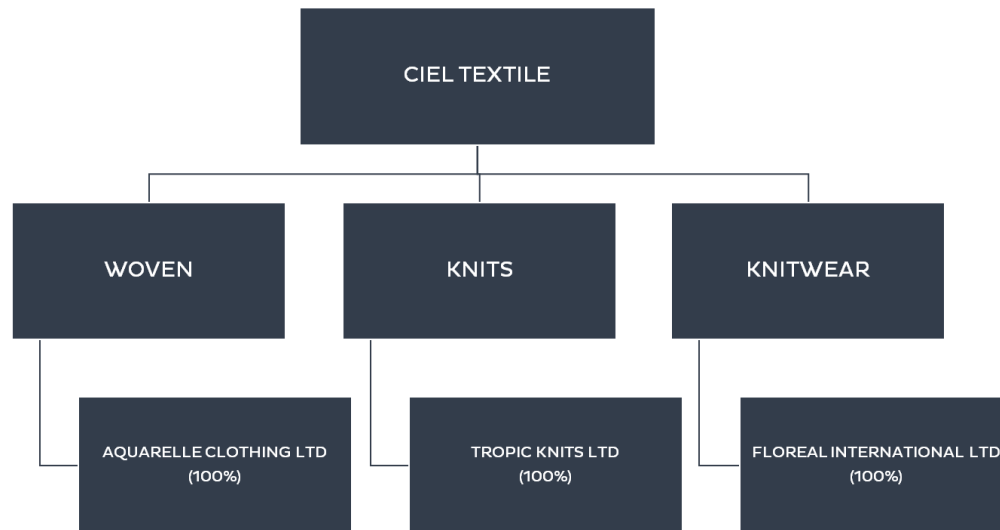 CIEL TEXTILE
WOVEN
KNITS
KNITWEAR
AQUARELLE CLOTHING LTD
(100%)
TROPIC KNITS LTD
(100%)
FLOREAL INTERNATIONAL LTD
(100%)